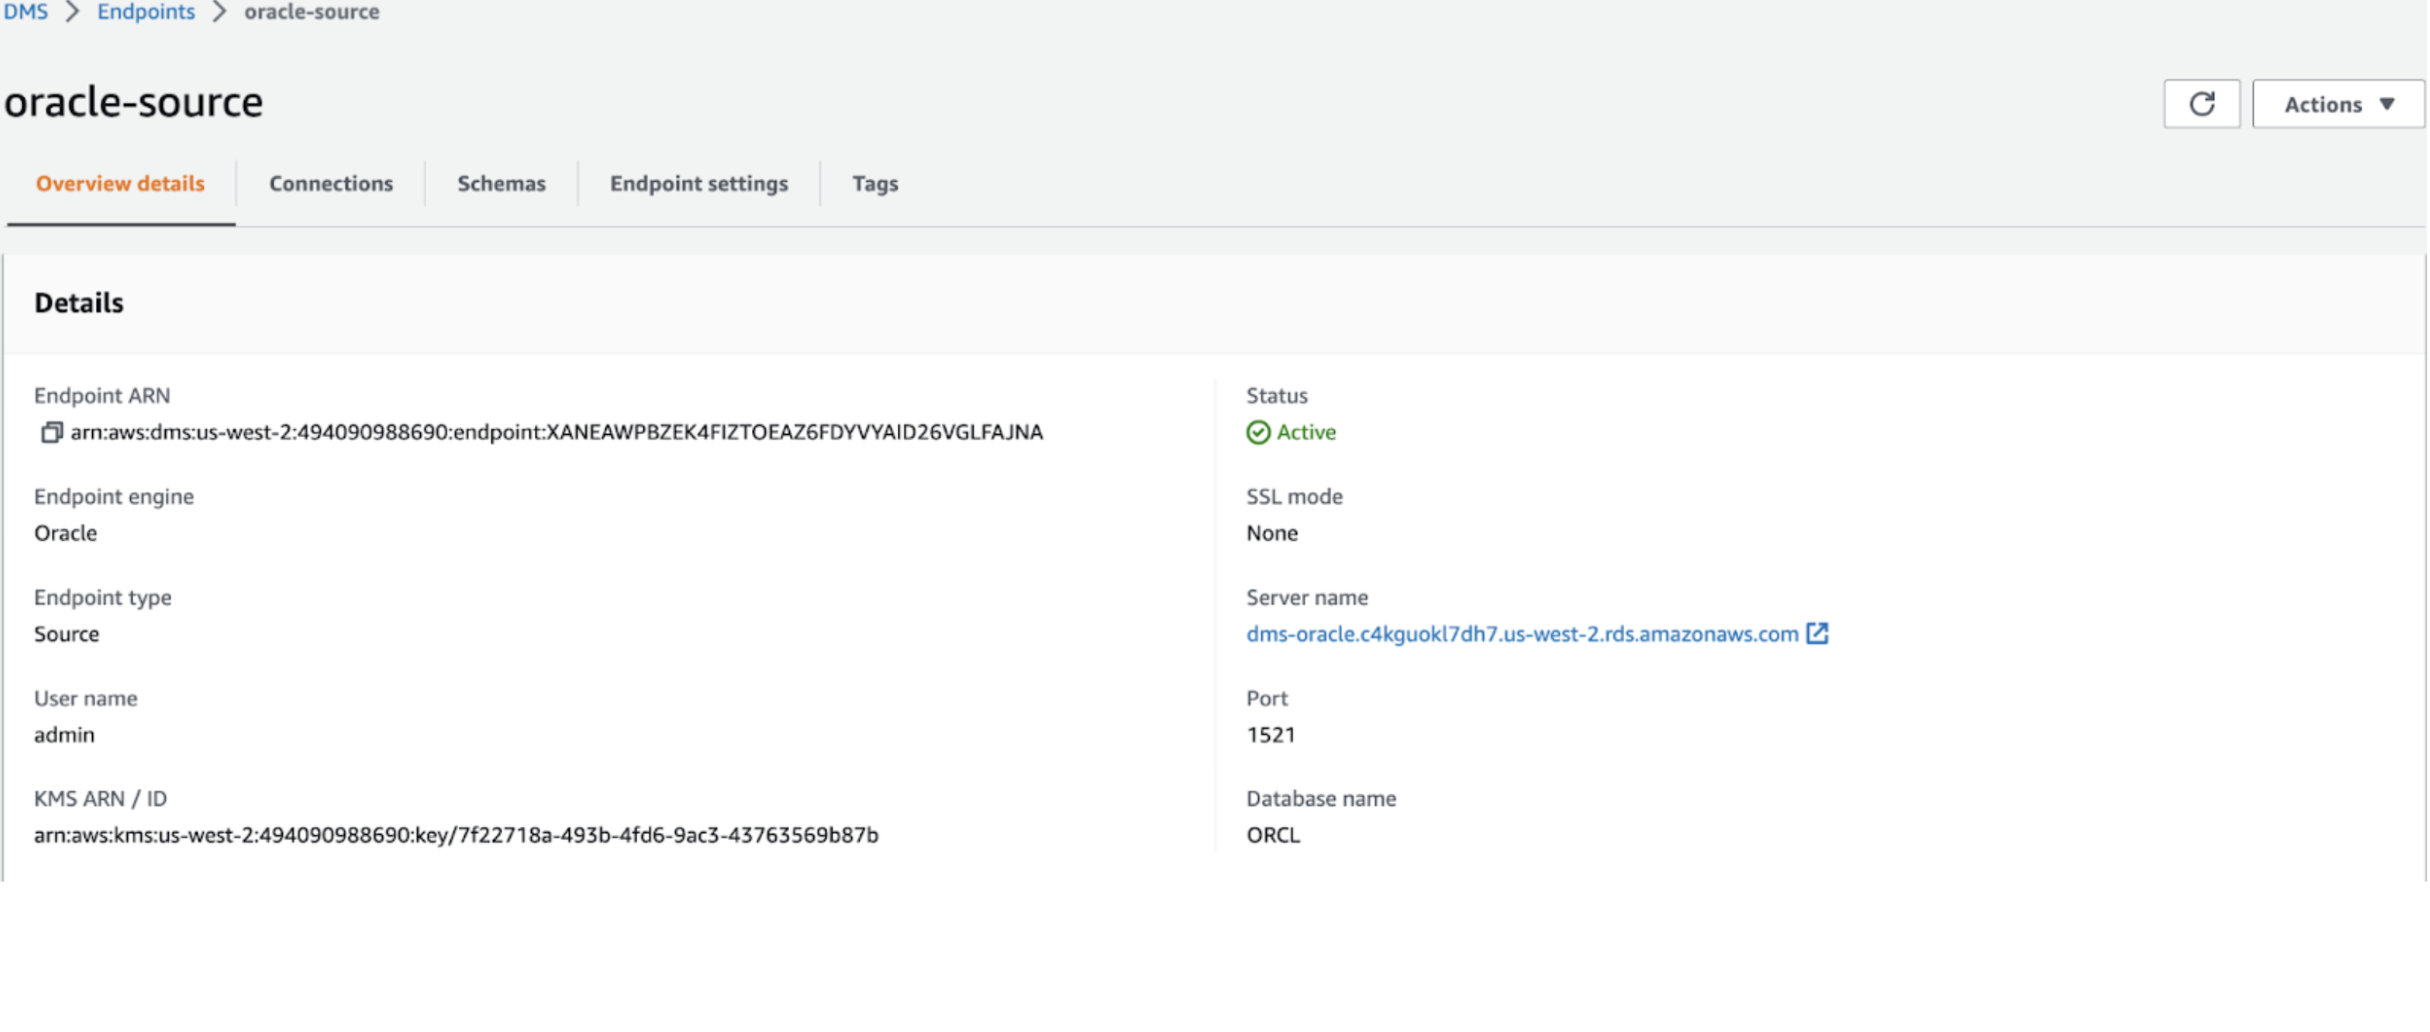 DMS > Endpoints > oracle-source
oracle-source
Actions
Overview details
Connections
Schemas
Endpoint settings
Tags
Details
Endpoint ARN
arn:aws:dms:us-west-2:494090988690:endpoint:XANEAWPBZEK4FIZTOEAZ6FDYVYAID26VGLFAJNA
Endpoint engine
Oracle
Endpoint type
Source
User name
admin
KMS ARN / ID
arn:aws:kms:us-west-2:494090988690:key/7f22718a-493b-4fd6-9ac3-43763569b87b
Status
Active
SSL mode
None
Server name
dms-oracle.c4kguokl7dh7.us-west-2.rds.amazonaws.com
Port
1521
Database name
ORCL